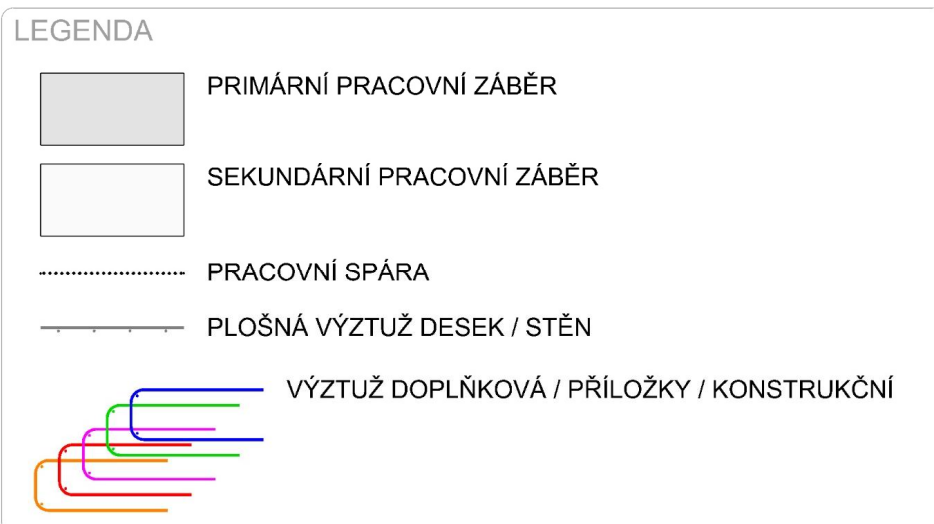 LEGENDA
PRIMÁRNÍ PRACOVNÍ ZÁBĚR
SEKUNDÁRNÍ PRACOVNÍ ZÁBĚR
PRACOVNÍ SPÁRA
PLOŠNÁ VÝZTUŽ DESEK / STĚN
VÝZTUŽ DOPLŇKOVÁ / PŘÍLOŽKY / KONSTRUKČNÍ